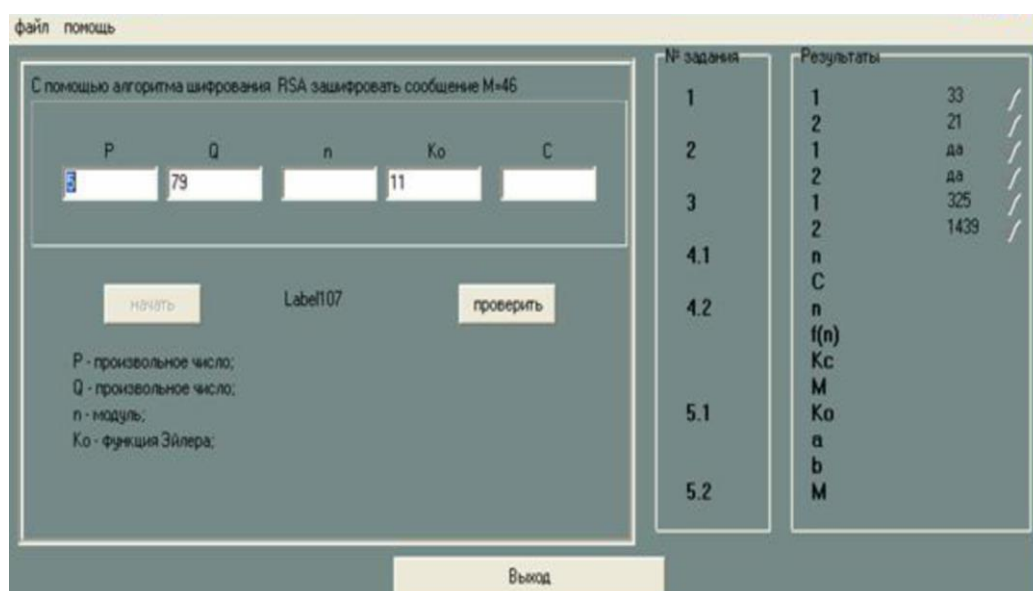 файл помощь
С помощью алгоритма шифрования RSA зашифровать сообщение M=46
P Q n Ko C
5 79 11
начать Label107 проверить
P - произвольное число;
Q - произвольное число;
n - модуль;
Ko - функция Эйлера;
№ задания
1
2
3
4.1
4.2
5.1
5.2
Результаты
1 33
2 21
1 да
2 да
1 325
2 1439
n
C
n
f(n)
Kc
M
Ko
a
b
M
Выход